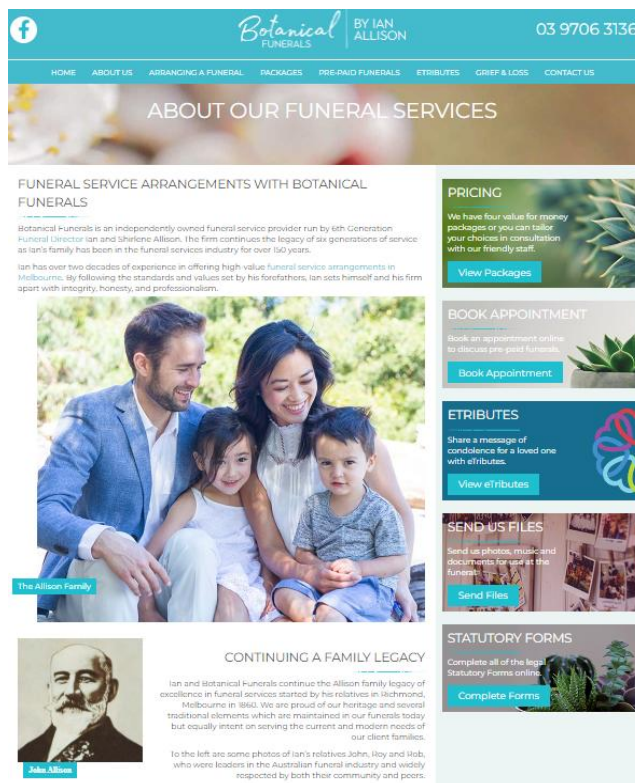 Botanical
FUNERALS
BY IAN
ALLISON
03 9706 3136
HOME ABOUT US ARRANGING A FUNERAL PACKAGES PRE-PAID FUNERALS ETRIBUTES GRIEF & LOSS CONTACT US
ABOUT OUR FUNERAL SERVICES
FUNERAL SERVICE ARRANGEMENTS WITH BOTANICAL
FUNERALS
Botanical Funerals is an independently owned funeral service provider run by 6th Generation
Funeral Director Ian and Shirlene Allison. The firm continues the legacy of six generations of service
as Ian's family has been in the funeral services industry for over 150 years.
Ian has over two decades of experience in offering high-value funeral service arrangements in
Melbourne. By following the standards and values set by his forefathers, Ian sets himself and his firm
apart with integrity, honesty, and professionalism.
The Allison Family
John Allison
CONTINUING A FAMILY LEGACY
Ian and Botanical Funerals continue the Allison family legacy of
excellence in funeral services started by his relatives in Richmond,
Melbourne in 1860. We are proud of our heritage and several
traditional elements which are maintained in our funerals today
but equally intent on serving the current and modern needs of
our client families.
To the left are some photos of Ian's relatives John, Roy and Rob,
who were leaders in the Australian funeral industry and widely
respected by both their community and peers.
PRICING
We have four value for money
packages or you can tailor
your choices in consultation
with our friendly staff.
View Packages
BOOK APPOINTMENT
Book an appointment online
to discuss pre-paid funerals.
Book Appointment
ETRIBUTES
Share a message of
condolence for a loved one
with eTributes.
View eTributes
SEND US FILES
Send us photos, music and
documents for use at the
funeral.
Send Files
STATUTORY FORMS
Complete all of the legal
Statutory Forms online.
Complete Forms